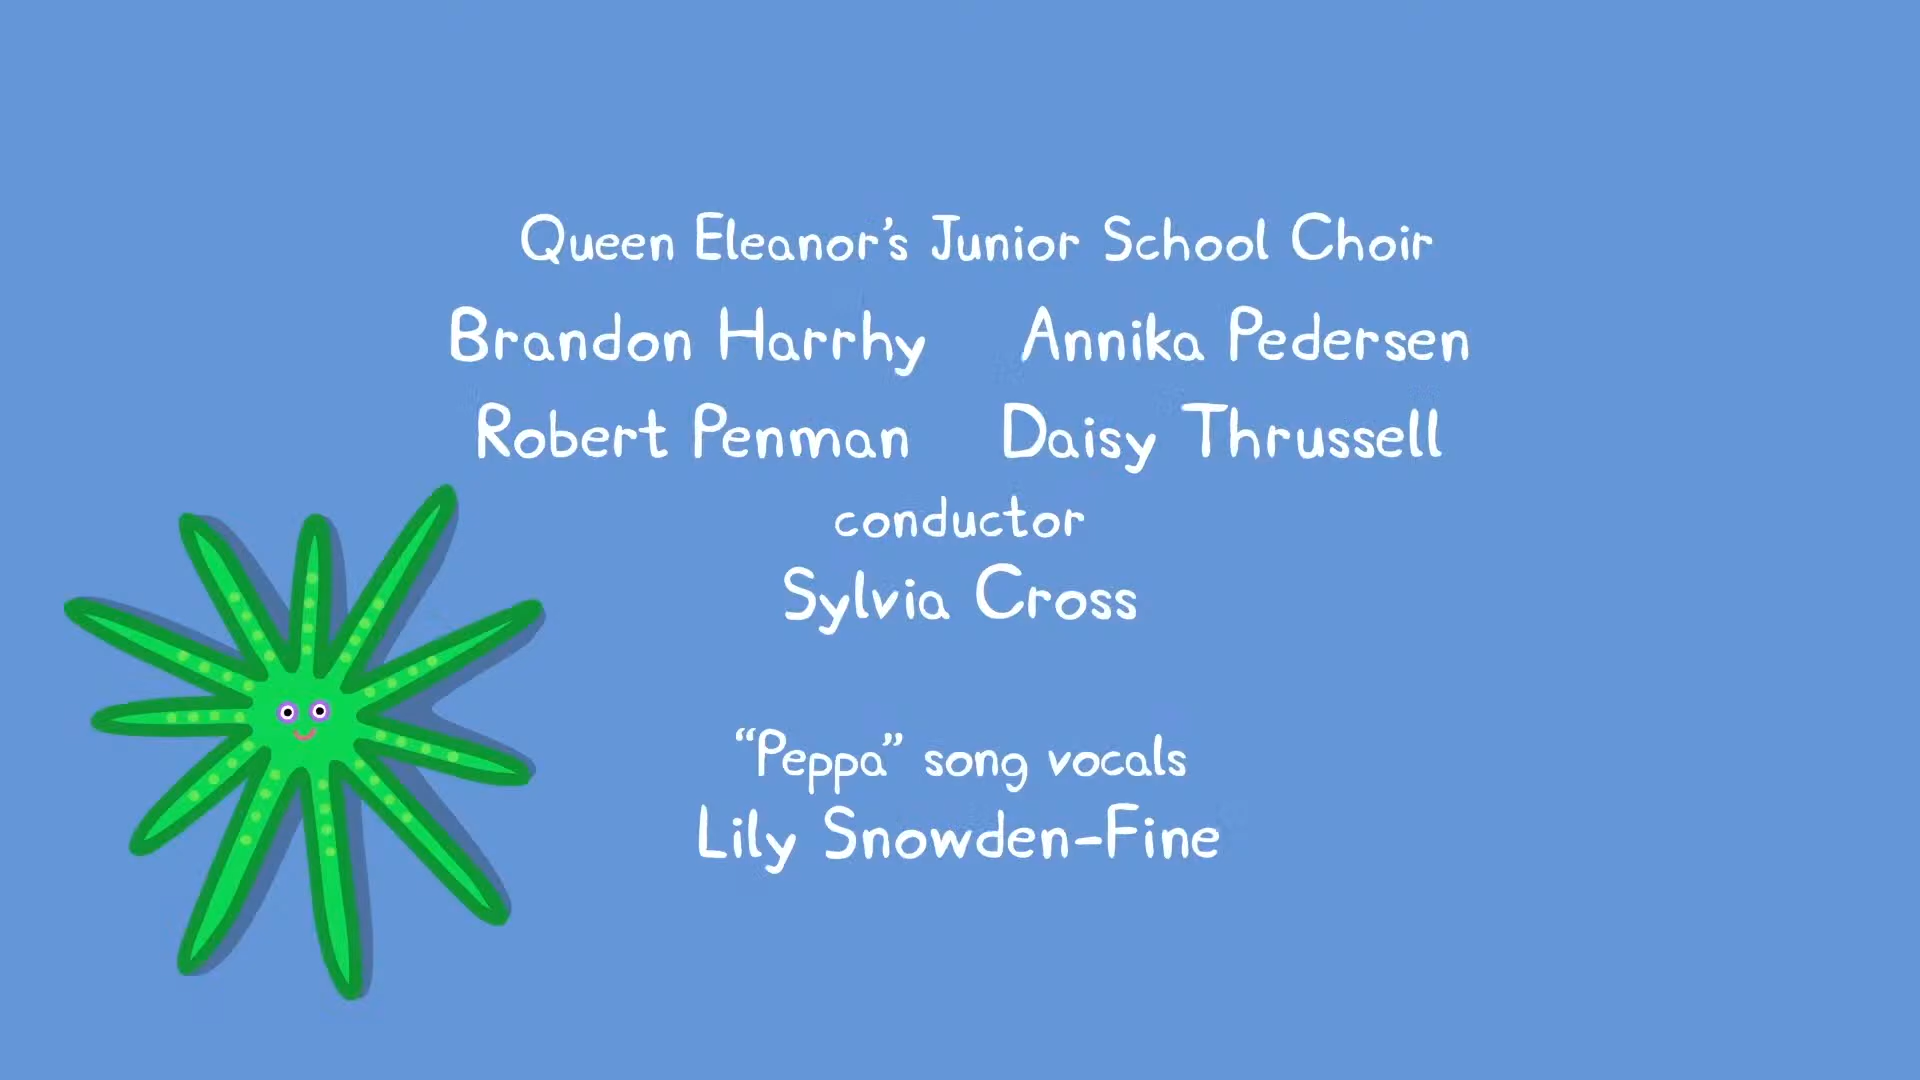 Queen Eleanor’s Junior School Choir
Brandon Harrhy Annika Pedersen
Robert Penman Daisy Thrussell
conductor
Sylvia Cross
“Peppa” song vocals
Lily Snowden-Fine